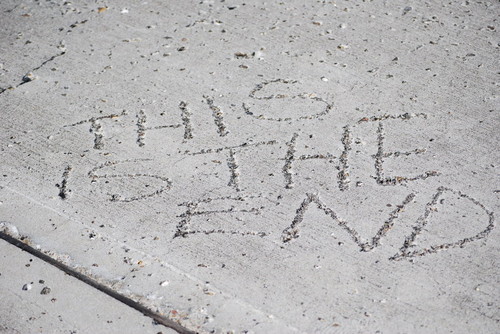 THIS
IS THE
END